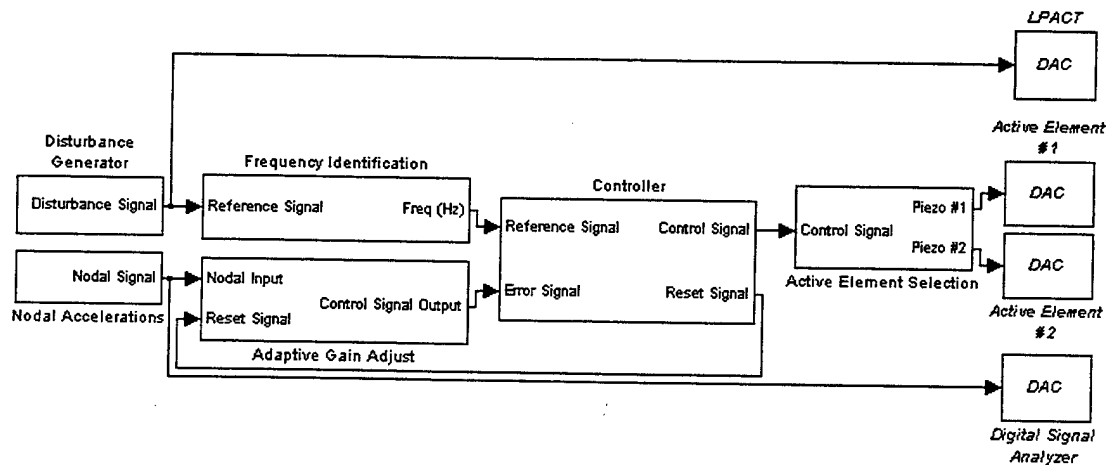 LPACT
DAC
Active Element
#1
Disturbance
Generator
Frequency Identification
Controller
DAC
Disturbance Signal
Reference Signal
Freq (Hz)
Reference Signal
Control Signal
Control Signal
Piezo #1
Piezo #2
DAC
Nodal Signal
Nodal Input
Control Signal Output
Error Signal
Reset Signal
Active Element Selection
Nodal Accelerations
Reset Signal
Active Element
#2
Adaptive Gain Adjust
DAC
Digital Signal
Analyzer